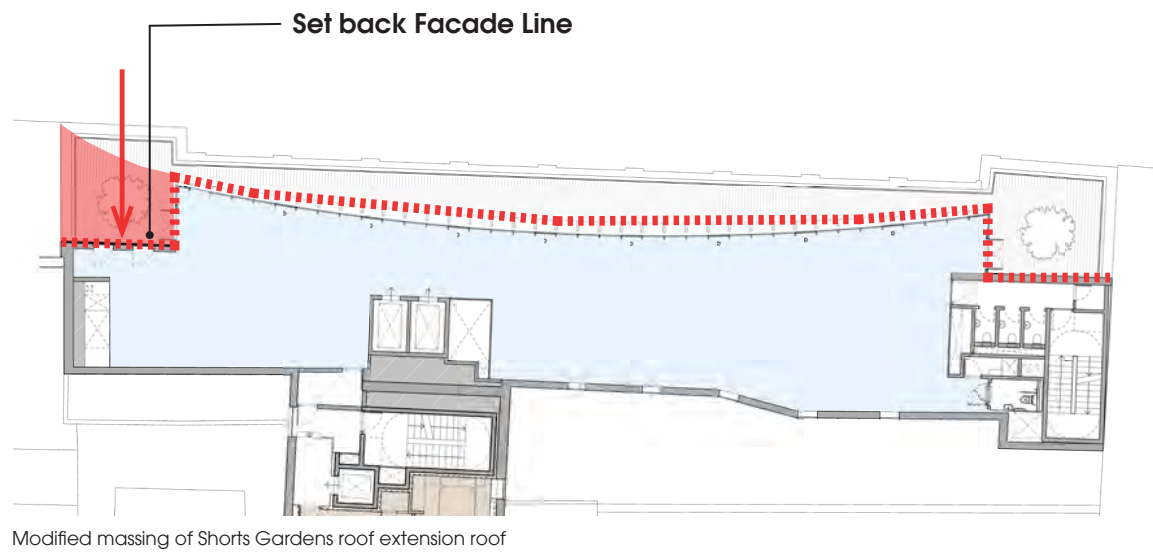 Set back Facade Line
Modified massing of Shorts Gardens roof extension roof